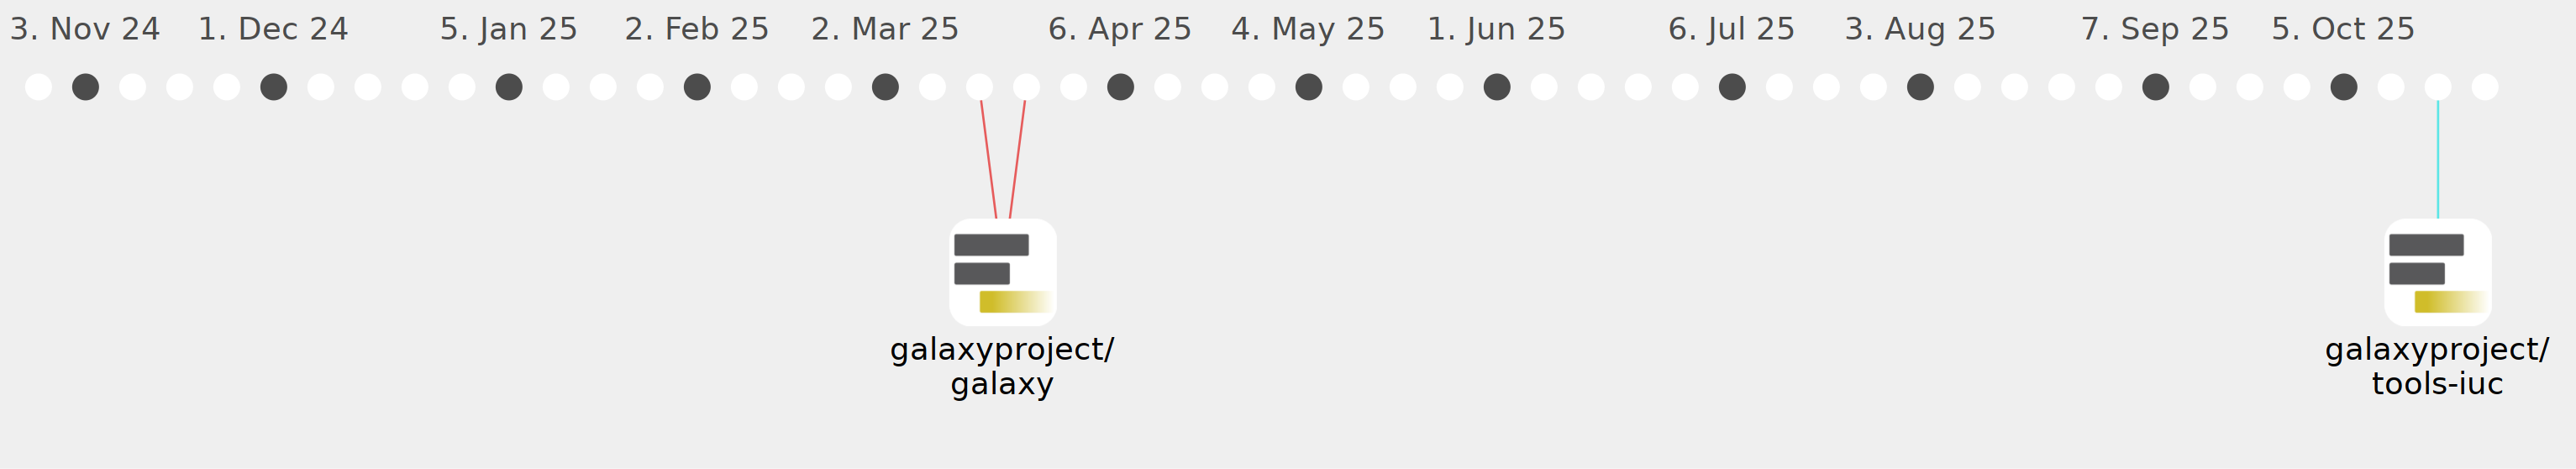 3. Nov 24 1. Dec 24 5. Jan 25 2. Feb 25 2. Mar 25 6. Apr 25 4. May 25 1. Jun 25 6. Jul 25 3. Aug 25 7. Sep 25 5. Oct 25
galaxyproject/
galaxy
galaxyproject/
tools-iuc